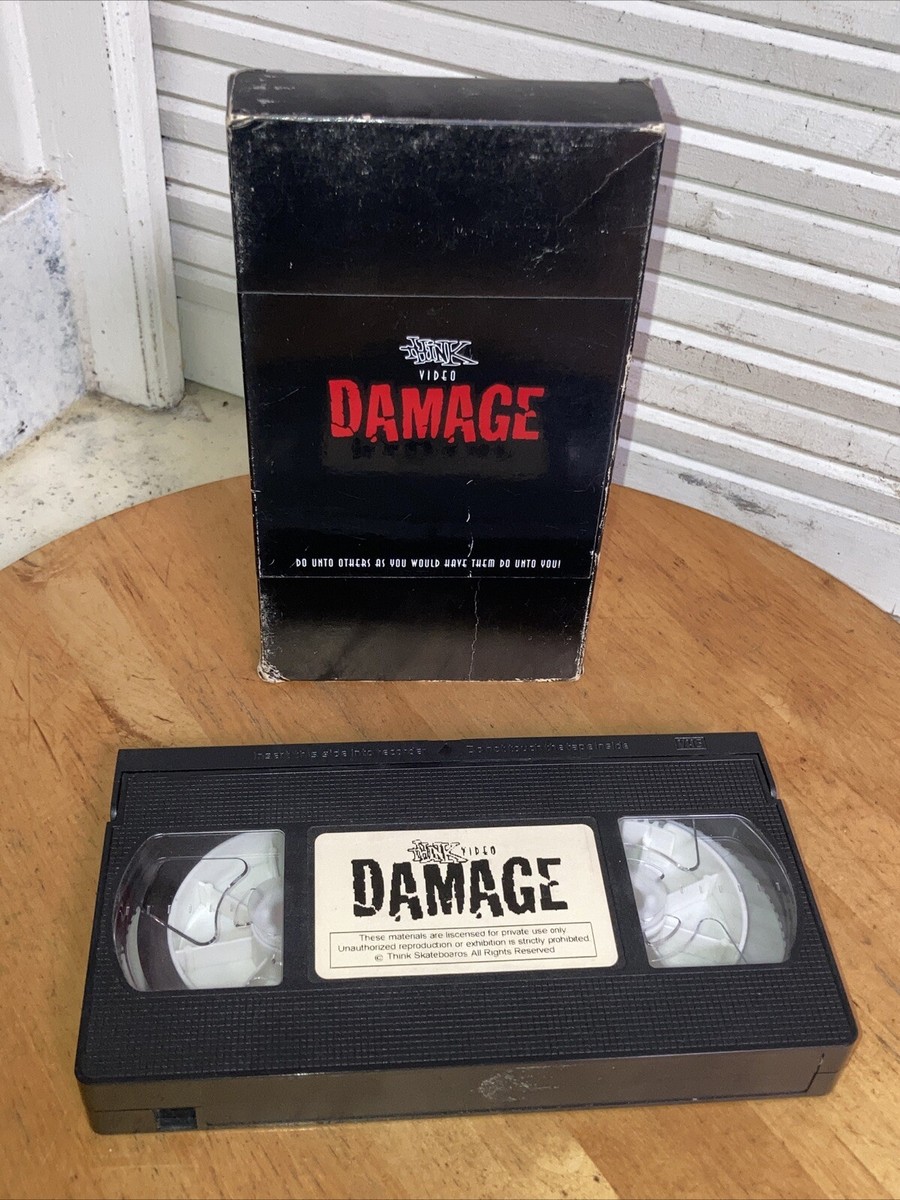 THINK
VIDEO
DAMAGE
DO UNTO OTHERS AS YOU WOULD HAVE THEM DO UNTO YOU!
Insert this side into recorder Do not touch the tape inside VHS
THINK VIDEO
DAMAGE
These materials are liscensed for private use only
Unauthorized reproduction or exhibition is strictly prohibited.
© Think Skateboards All Rights Reserved